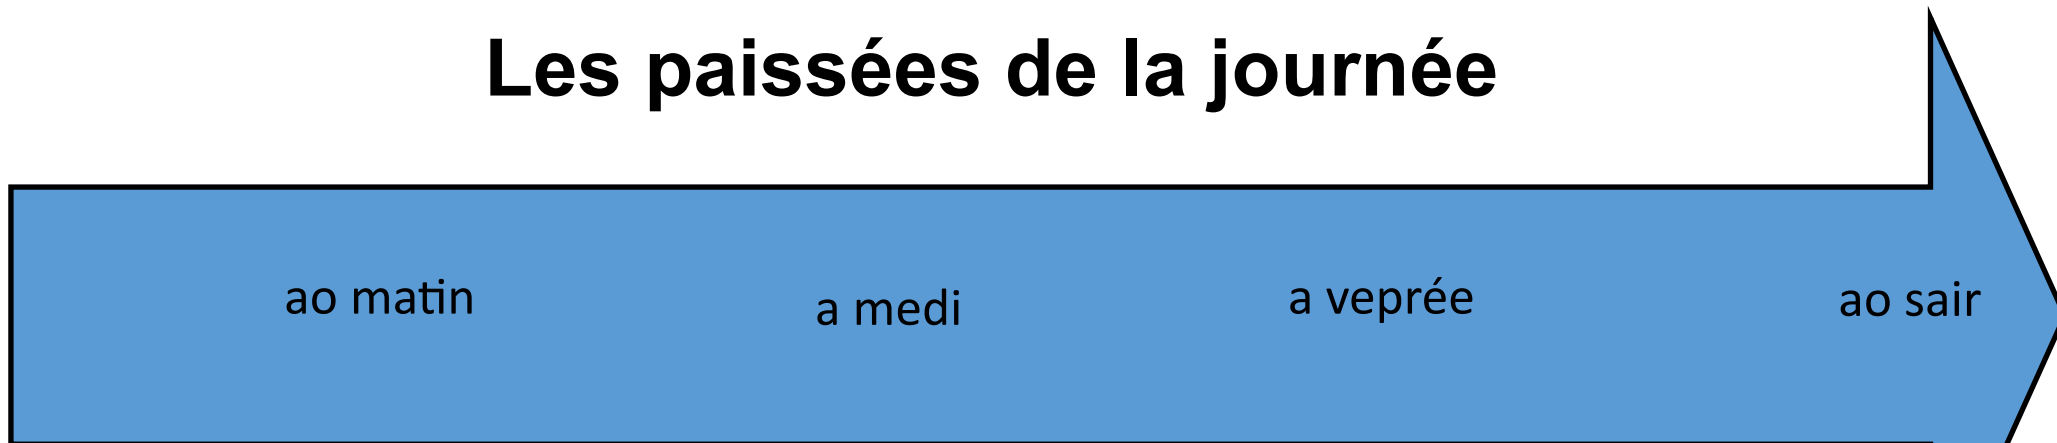 Les paissées de la journée
ao matin
a medi
a veprée
ao sair